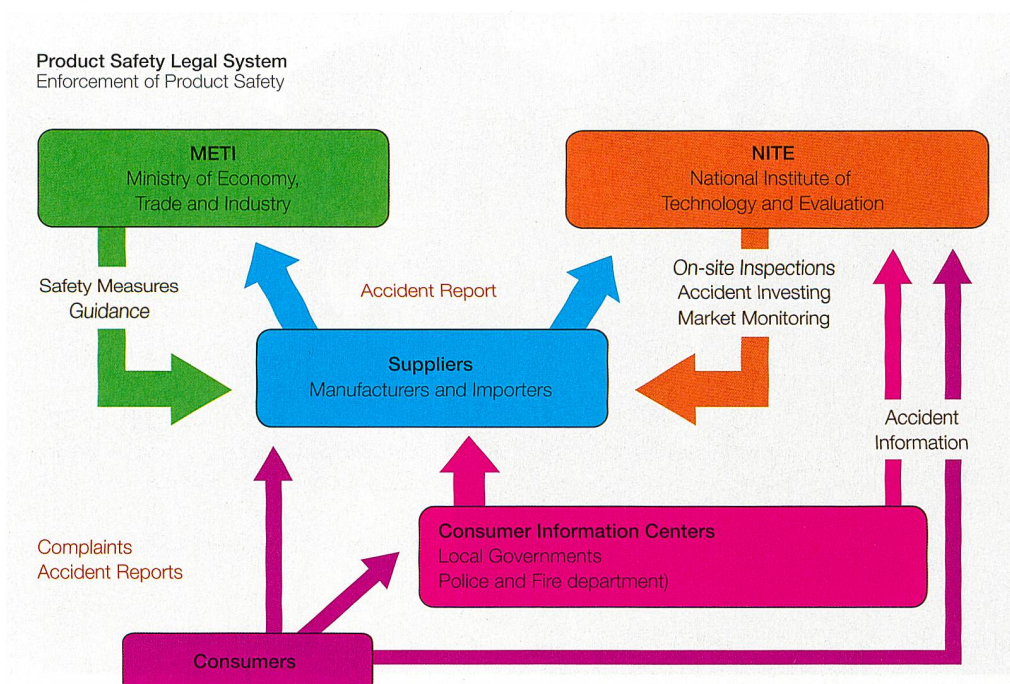 Product Safety Legal System
Enforcement of Product Safety
METI
Ministry of Economy,
Trade and Industry
NITE
National Institute of
Technology and Evaluation
Safety Measures
Guidance
Accident Report
On-site Inspections
Accident Investing
Market Monitoring
Suppliers
Manufacturers and Importers
Accident
Information
Consumer Information Centers
Local Governments
Police and Fire department)
Complaints
Accident Reports
Consumers